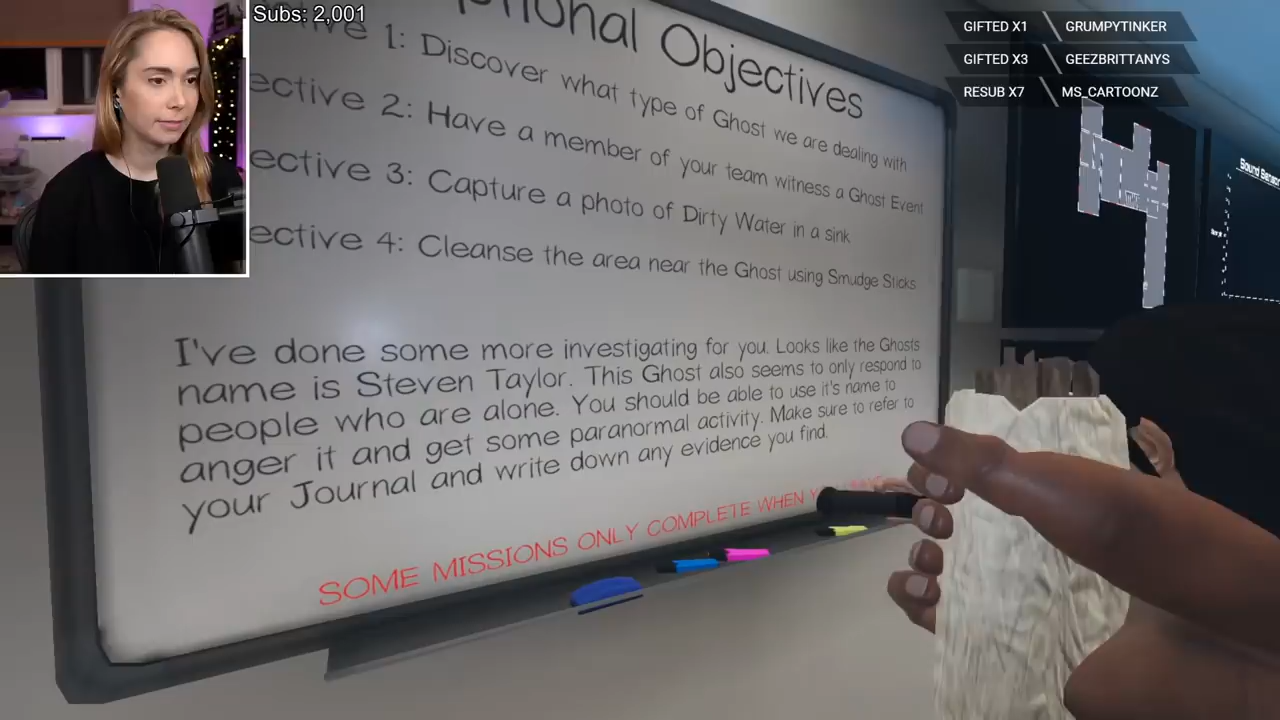 Subs: 2,001
GIFTED X1 GRUMPYTINKER
GIFTED X3 GEEZBRITTANYS
RESUB X7 MS_CARTOONZ
Objectives
1: Discover what type of Ghost we are dealing with
ective 2: Have a member of your team witness a Ghost Event
ective 3: Capture a photo of Dirty Water in a sink
ective 4: Cleanse the area near the Ghost using Smudge Sticks
I've done some more investigating for you. Looks like the Ghosts
name is Steven Taylor. This Ghost also seems to only respond to
people who are alone. You should be able to use it's name to
anger it and get some paranormal activity. Make sure to refer to
your Journal and write down any evidence you find.
SOME MISSIONS ONLY COMPLETE WHEN
Sound Sensor